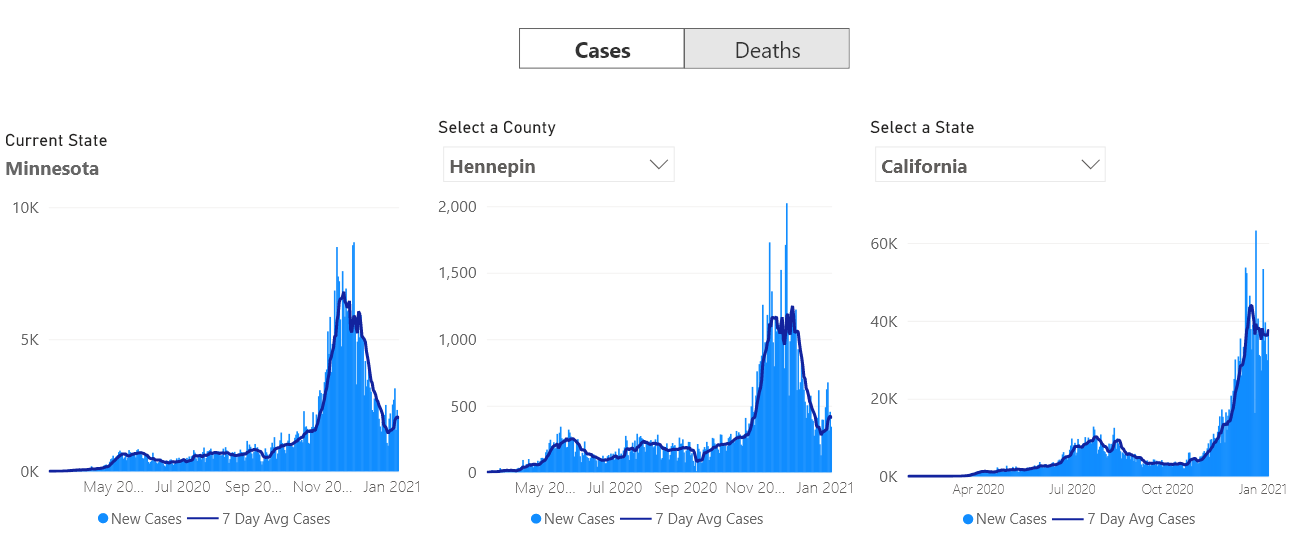 Cases Deaths
Current State
Minnesota
10K
5K
0K
May 20... Jul 2020 Sep 20... Nov 20... Jan 2021
New Cases 7 Day Avg Cases
Select a County
Hennepin
2,000
1,500
1,000
500
0
May 20... Jul 2020 Sep 2020 Nov 20... Jan 2021
New Cases 7 Day Avg Cases
Select a State
California
60K
40K
20K
0K
Apr 2020 Jul 2020 Oct 2020 Jan 2021
New Cases 7 Day Avg Cases